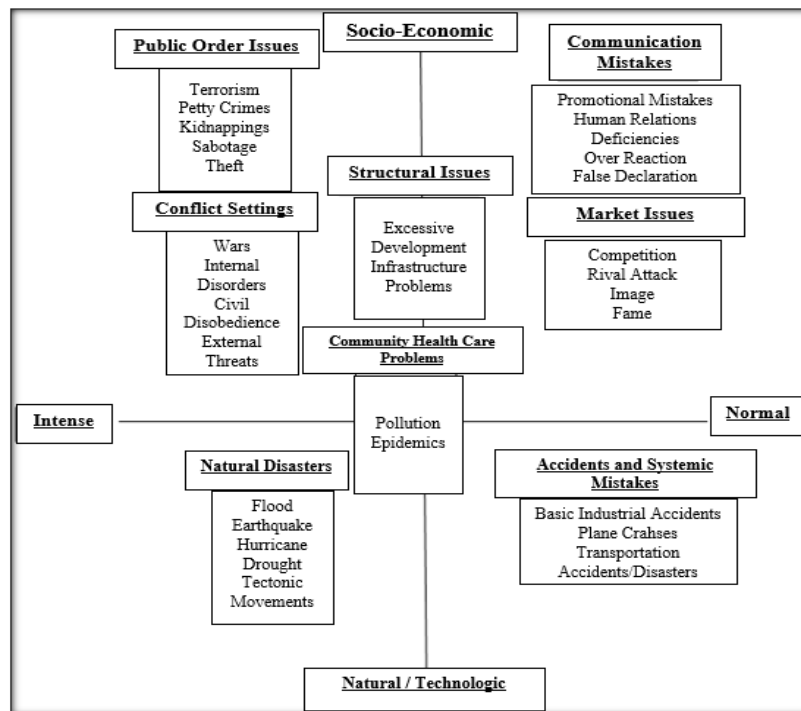 Socio-Economic
Public Order Issues
Terrorism
Petty Crimes
Kidnappings
Sabotage
Theft
Communication
Mistakes
Promotional Mistakes
Human Relations
Deficiencies
Over Reaction
False Declaration
Structural Issues
Excessive
Development
Infrastructure
Problems
Conflict Settings
Wars
Internal
Disorders
Civil
Disobedience
External
Threats
Market Issues
Competition
Rival Attack
Image
Fame
Community Health Care
Problems
Pollution
Epidemics
Intense
Normal
Natural Disasters
Flood
Earthquake
Hurricane
Drought
Tectonic
Movements
Accidents and Systemic
Mistakes
Basic Industrial Accidents
Plane Crahses
Transportation
Accidents/Disasters
Natural / Technologic